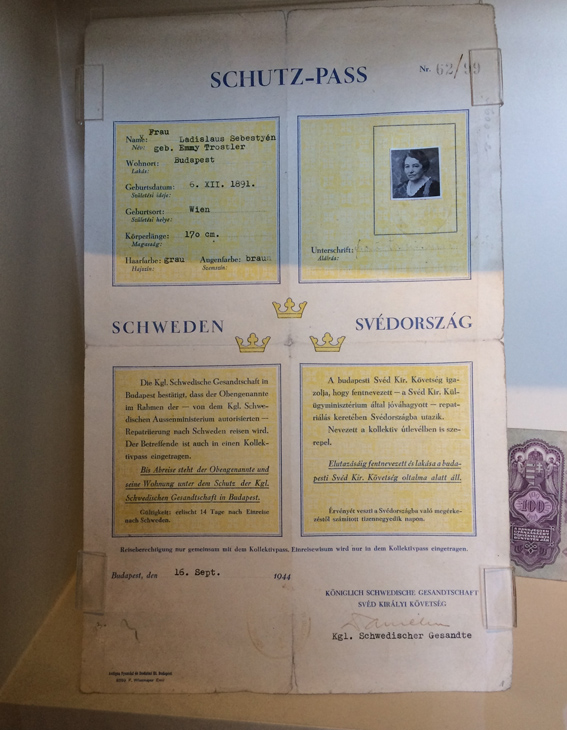 SCHUTZ-PASS
Nr. 62/99
Name: Frau Ladislaus Sebestyén
Név: geb. Emmy Trostler
Wohnort: Budapest
Lakás:
Geburtsdatum: 6. XII. 1891.
Születési ideje:
Geburtsort: Wien
Születési helye:
Körperlänge: 170 cm.
Magasság:
Haarfarbe: grau Augenfarbe: braun
Hajszín: Szemszín:
Unterschrift:
Aláírás:
SCHWEDEN
SVÉDORSZÁG
Die Kgl. Schwedische Gesandtschaft in
Budapest bestätigt, dass der Obengenannte
im Rahmen der — von dem Kgl. Schwe-
dischen Aussenministerium autorisierten —
Repatriierung nach Schweden reisen wird.
Der Betreffende ist auch in einen Kollek-
tivpass eingetragen.
Bis Abreise steht der Obengenannte und
seine Wohnung unter dem Schutz der Kgl.
Schwedischen Gesandtschaft in Budapest.
Gültigkeit: erlischt 14 Tage nach Einreise
nach Schweden.
A budapesti Svéd Kir. Követség iga-
zolja, hogy fentnevezett — a Svéd Kir. Kül-
ügyminisztérium által jóváhagyott — repat-
riálás keretében Svédországba utazik.
Nevezett a kollektiv útlevélben is sze-
repel.
Elutazásáig fentnevezett és lakása a buda-
pesti Svéd Kir. Követség oltalma alatt áll.
Érvényét veszti a Svédországba való megérke-
zéstől számított tizennegyedik napon.
Reiseberechtigung nur gemeinsam mit dem Kollektivpass. Einreisewisum wird nur in dem Kollektivpass eingetragen.
Budapest, den 16. Sept. 1944
KÖNIGLICH SCHWEDISCHE GESANDTSCHAFT
SVÉD KIRÁLYI KÖVETSÉG
Kgl. Schwedischer Gesandte
100